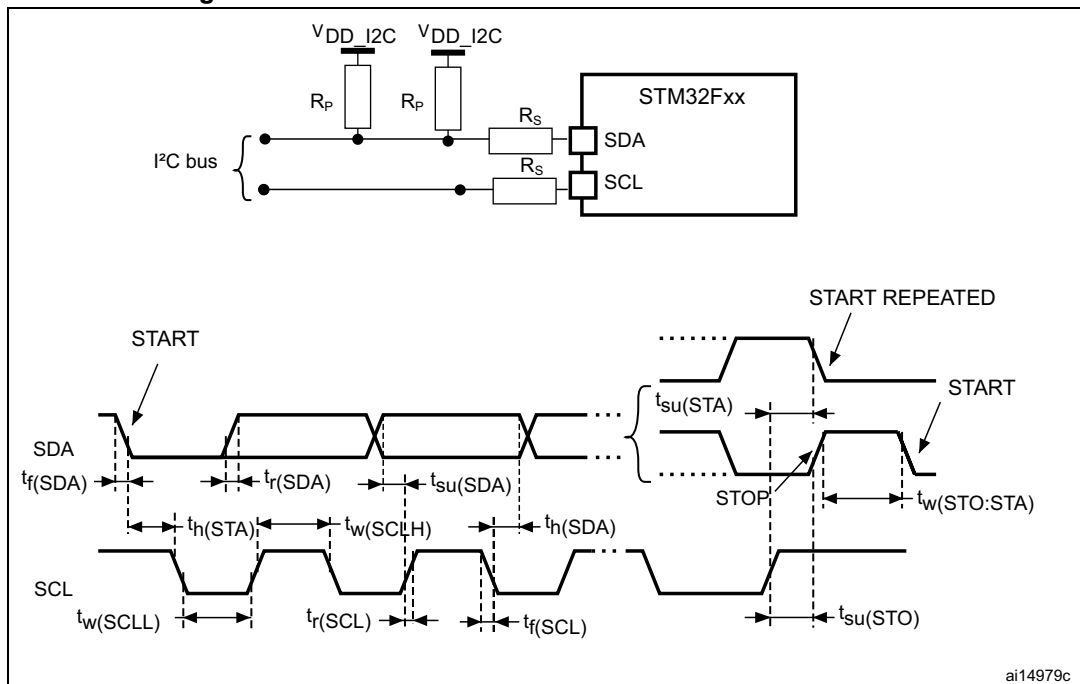 V DD_I2C
V DD_I2C
STM32Fxx
RP
RP
RS
SDA
I²C bus
RS
SCL
START REPEATED
START
START
tsu(STA)
SDA
tf(SDA)
tr(SDA)
tsu(SDA)
STOP
tw(STO:STA)
th(STA)
tw(SCLH)
th(SDA)
SCL
tw(SCLL)
tr(SCL)
tf(SCL)
tsu(STO)
ai14979c